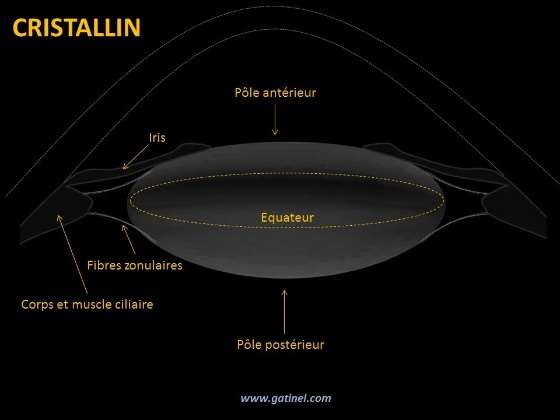 CRISTALLIN
Pôle antérieur
Iris
Equateur
Fibres zonulaires
Corps et muscle ciliaire
Pôle postérieur
www.gatinel.com